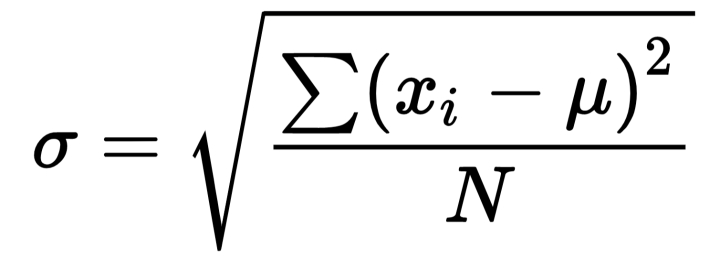 σ = √(∑(xᵢ − μ)² / N)